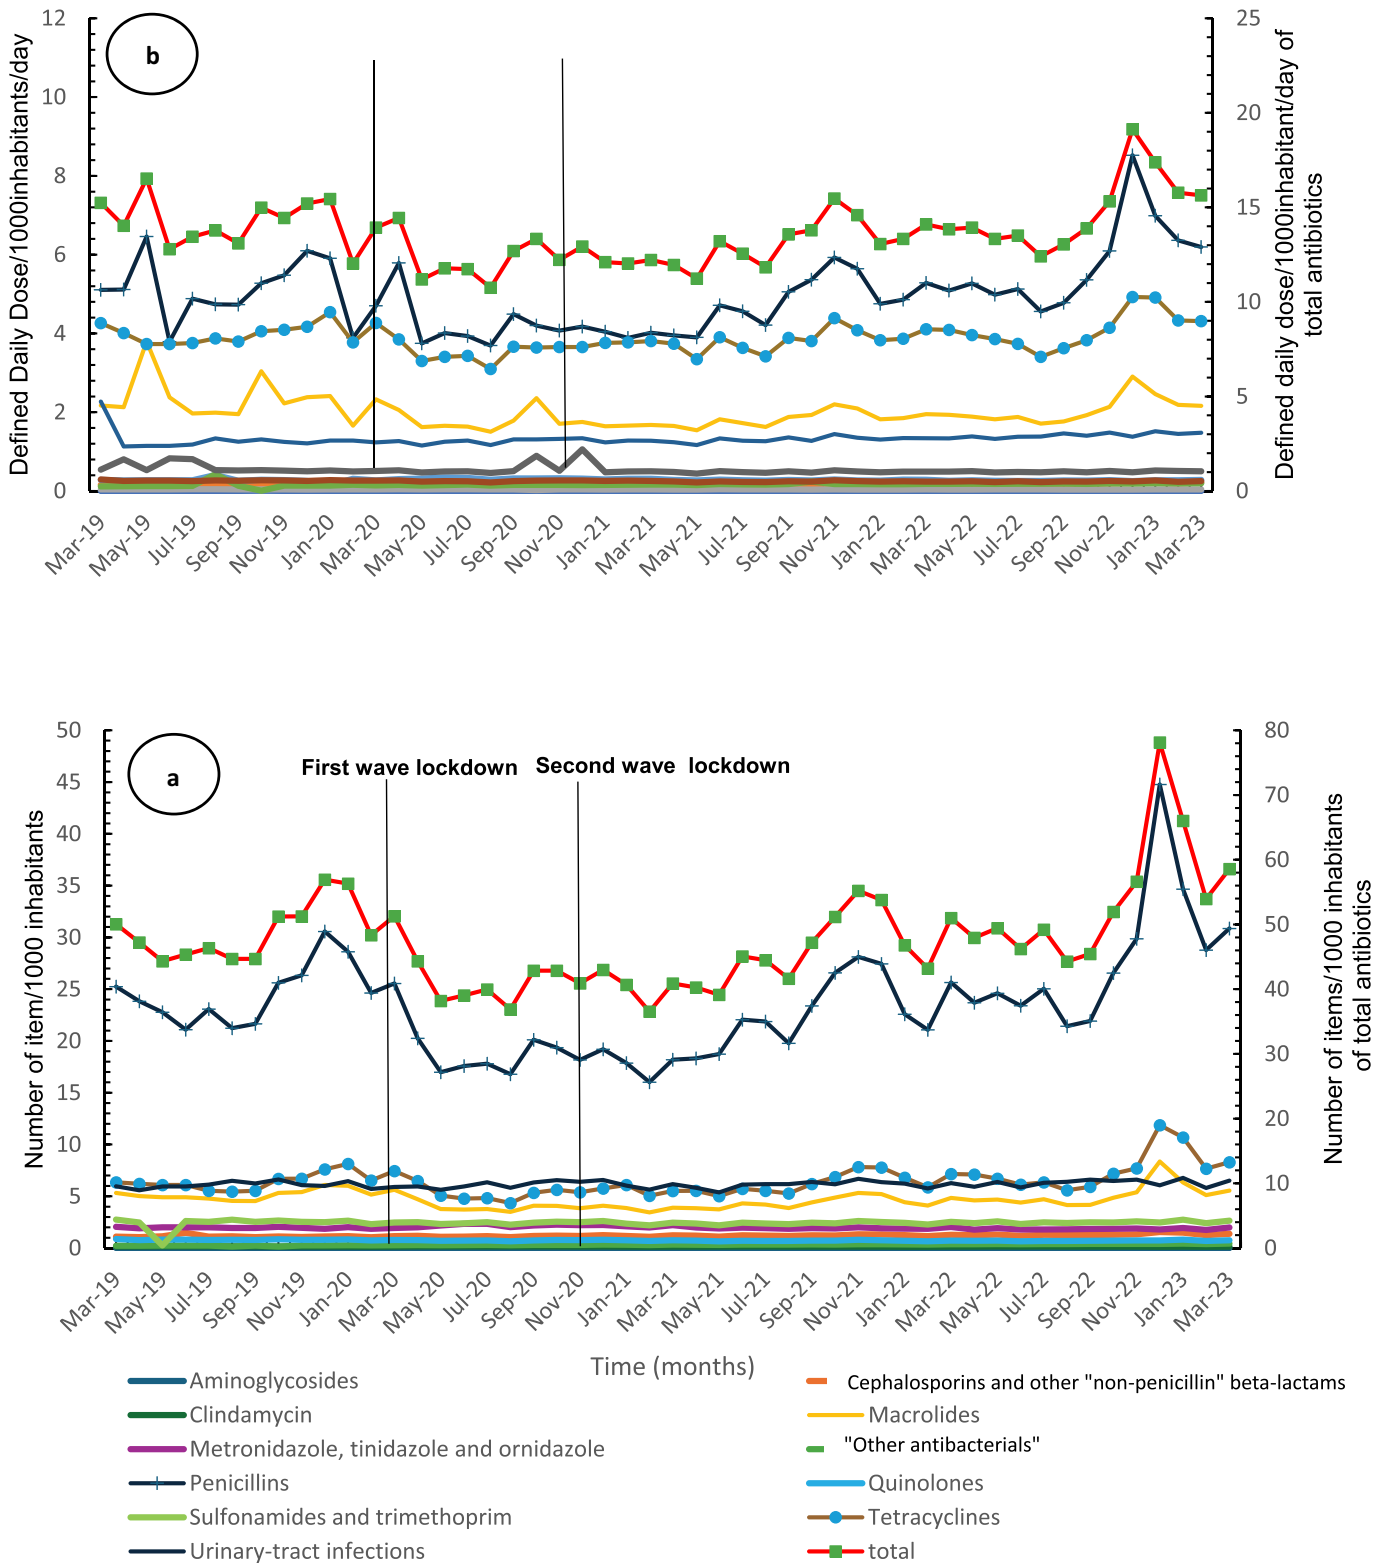 b
Defined Daily Dose/1000inhabitants/day
12
10
8
6
4
2
0
25
20
15
10
5
0
Defined daily dose/1000inhabitant/day of
total antibiotics
Mar-19
May-19
Jul-19
Sep-19
Nov-19
Jan-20
Mar-20
May-20
Jul-20
Sep-20
Nov-20
Jan-21
Mar-21
May-21
Jul-21
Sep-21
Nov-21
Jan-22
Mar-22
May-22
Jul-22
Sep-22
Nov-22
Jan-23
Mar-23
a
First wave lockdown
Second wave lockdown
Number of item/1000 inhabitants
50
45
40
35
30
25
20
15
10
5
0
80
70
60
50
40
30
20
10
0
Number of items/1000 inhabitants
of total antibiotics
Mar-19
May-19
Jul-19
Sep-19
Nov-19
Jan-20
Mar-20
May-20
Jul-20
Sep-20
Nov-20
Jan-21
Mar-21
May-21
Jul-21
Sep-21
Nov-21
Jan-22
Mar-22
May-22
Jul-22
Sep-22
Nov-22
Jan-23
Mar-23
Time (months)
Aminoglycosides
Cephalosporins and other "non-penicillin" beta-lactams
Clindamycin
Macrolides
Metronidazole, tinidazole and ornidazole
"Other antibacterials"
Penicillins
Quinolones
Sulfonamides and trimethoprim
Tetracyclines
Urinary-tract infections
total